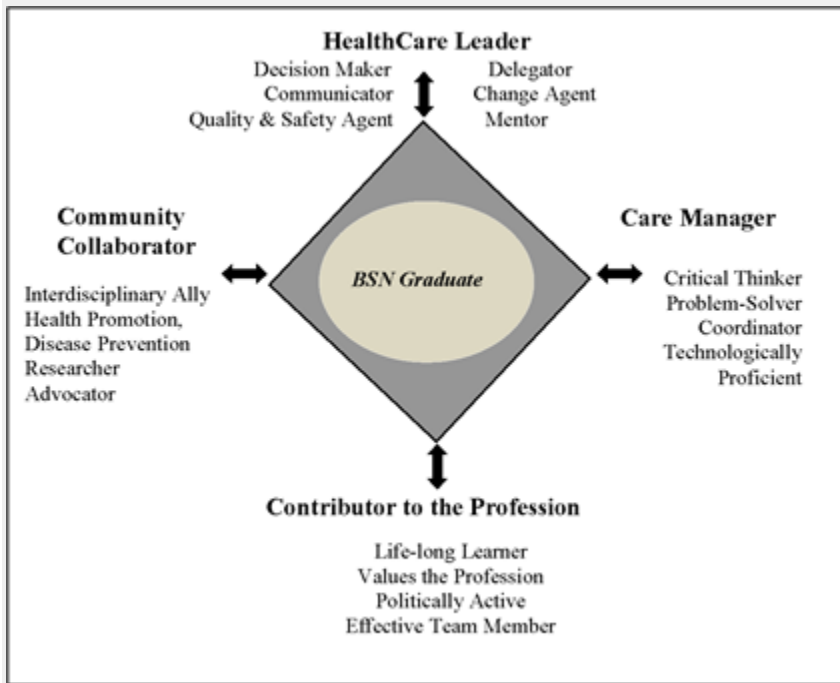 HealthCare Leader
Decision Maker
Communicator
Quality & Safety Agent
Delegator
Change Agent
Mentor
Community
Collaborator
Interdisciplinary Ally
Health Promotion,
Disease Prevention
Researcher
Advocator
BSN Graduate
Care Manager
Critical Thinker
Problem-Solver
Coordinator
Technologically
Proficient
Contributor to the Profession
Life-long Learner
Values the Profession
Politically Active
Effective Team Member